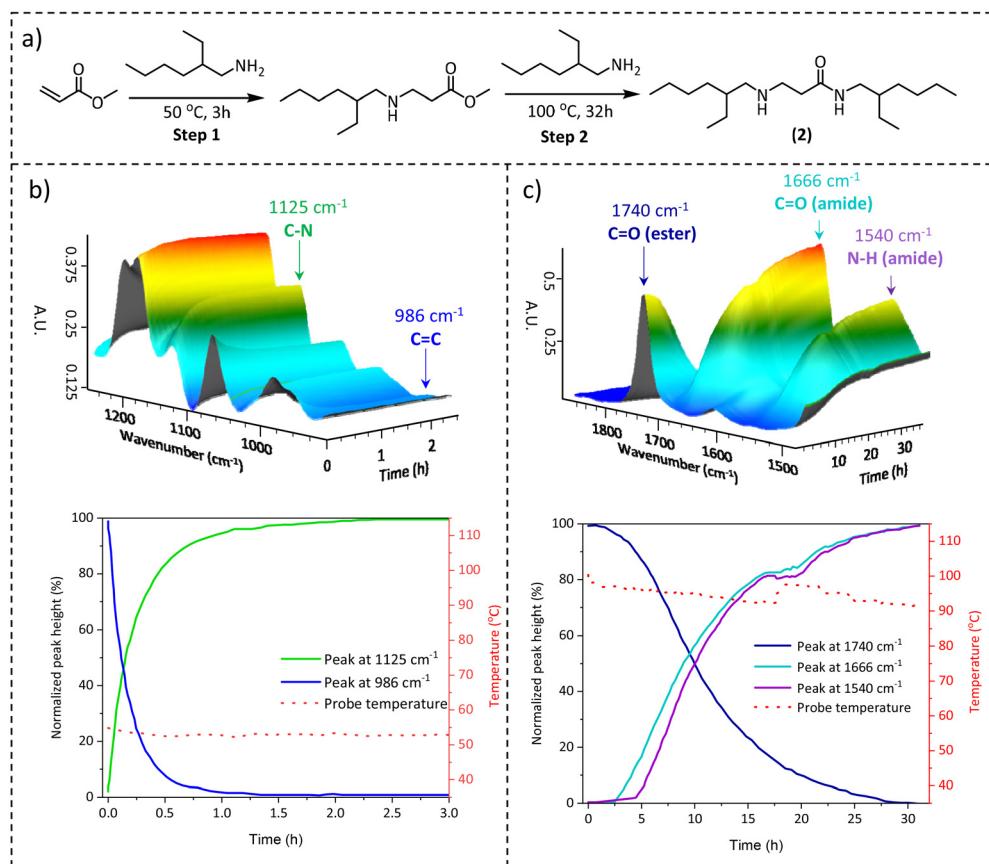 a)
NH2
O
O
50 °C, 3h
Step 1
N
H
O
O
NH2
100 °C, 32h
Step 2
N
H
O
N
H
(2)
b)
1125 cm-1
C-N
986 cm-1
C=C
A.U.
0.375
0.25
0.125
1200
1100
1000
Wavenumber (cm-1)
0
1
2
Time (h)
c)
1740 cm-1
C=O (ester)
1666 cm-1
C=O (amide)
1540 cm-1
N-H (amide)
A.U.
0.5
0.25
1800
1700
1600
1500
Wavenumber (cm-1)
10
20
30
Time (h)
Normalized peak height (%)
100
80
60
40
20
0
0.0
0.5
1.0
1.5
2.0
2.5
3.0
Time (h)
110
100
90
80
70
60
50
40
Temperature (°C)
Peak at 1125 cm-1
Peak at 986 cm-1
Probe temperature
Normalized peak height (%)
100
80
60
40
20
0
0
5
10
15
20
25
30
Time (h)
110
100
90
80
70
60
50
40
Temperature (°C)
Peak at 1740 cm-1
Peak at 1666 cm-1
Peak at 1540 cm-1
Probe temperature